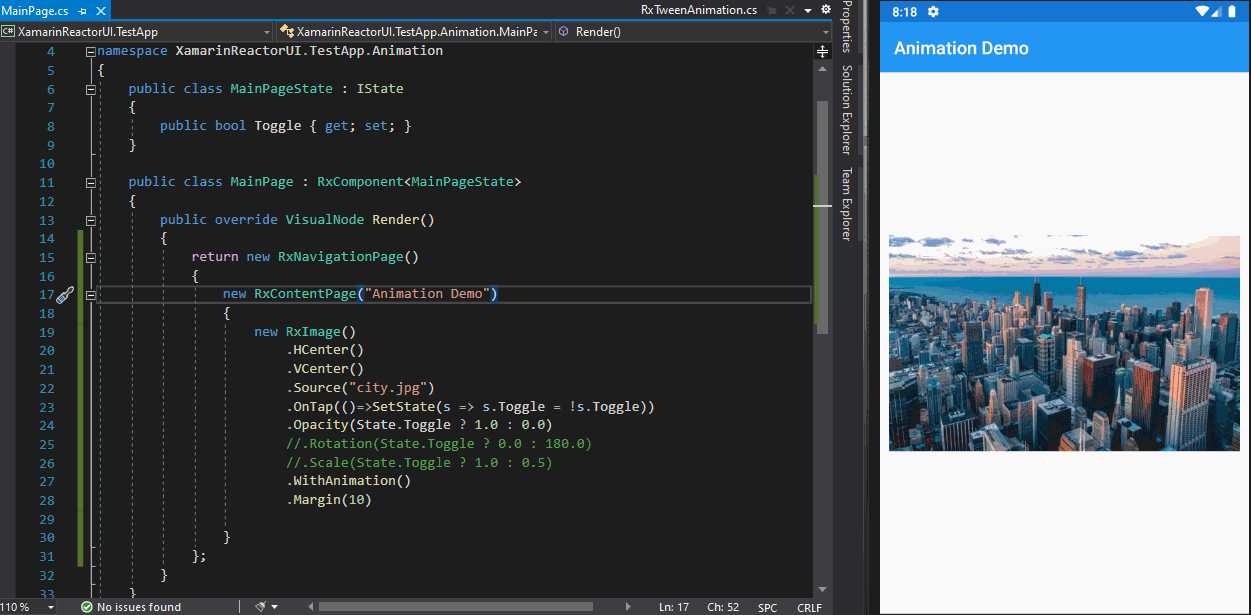 MainPage.cs
RxTweenAnimation.cs
XamarinReactorUI.TestApp
XamarinReactorUI.TestApp.Animation.MainPa
Render()
4 namespace XamarinReactorUI.TestApp.Animation
5 {
6 public class MainPageState : IState
7 {
8 public bool Toggle { get; set; }
9 }
10
11 public class MainPage : RxComponent<MainPageState>
12 {
13 public override VisualNode Render()
14 {
15 return new RxNavigationPage()
16 {
17 new RxContentPage("Animation Demo")
18 {
19 new RxImage()
20 .HCenter()
21 .VCenter()
22 .Source("city.jpg")
23 .OnTap(()=>SetState(s => s.Toggle = !s.Toggle))
24 .Opacity(State.Toggle ? 1.0 : 0.0)
25 //.Rotation(State.Toggle ? 0.0 : 180.0)
26 //.Scale(State.Toggle ? 1.0 : 0.5)
27 .WithAnimation()
28 .Margin(10)
29
30 }
31 };
32 }
33 }
110 %
No issues found
Ln: 17
Ch: 52
SPC
CRLF
Properties
Solution Explorer
Team Explorer
8:18
Animation Demo